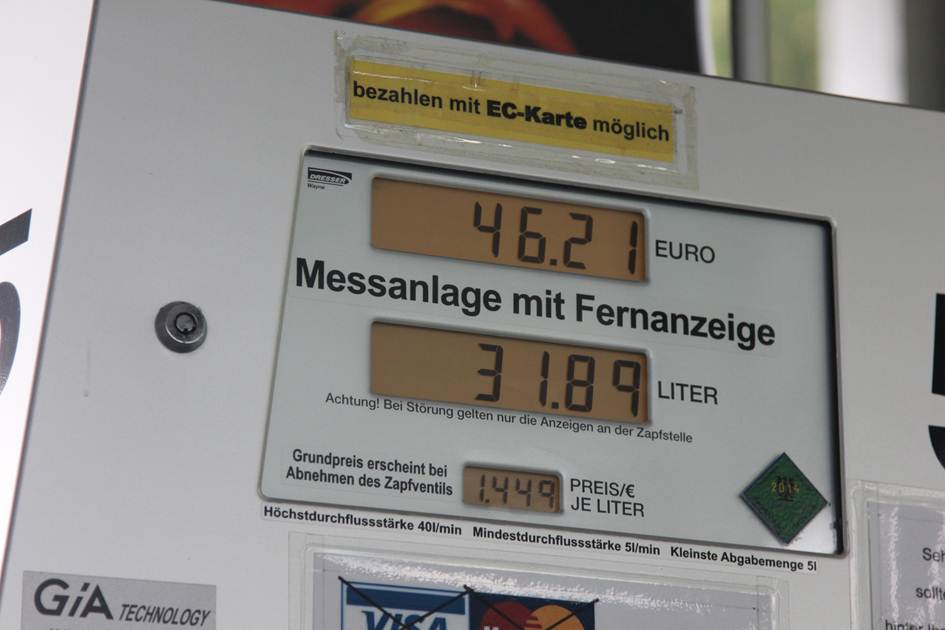 bezahlen mit EC-Karte möglich
DRESSER
Wayne
46.21 EURO
Messanlage mit Fernanzeige
31.89 LITER
Achtung! Bei Störung gelten nur die Anzeigen an der Zapfstelle
Grundpreis erscheint bei
Abnehmen des Zapfventils
1.449 PREIS/€
JE LITER
2014
Höchstdurchflussstärke 40l/min Mindestdurchflussstärke 5l/min Kleinste Abgabemenge 5l
GiA TECHNOLOGY
VISA